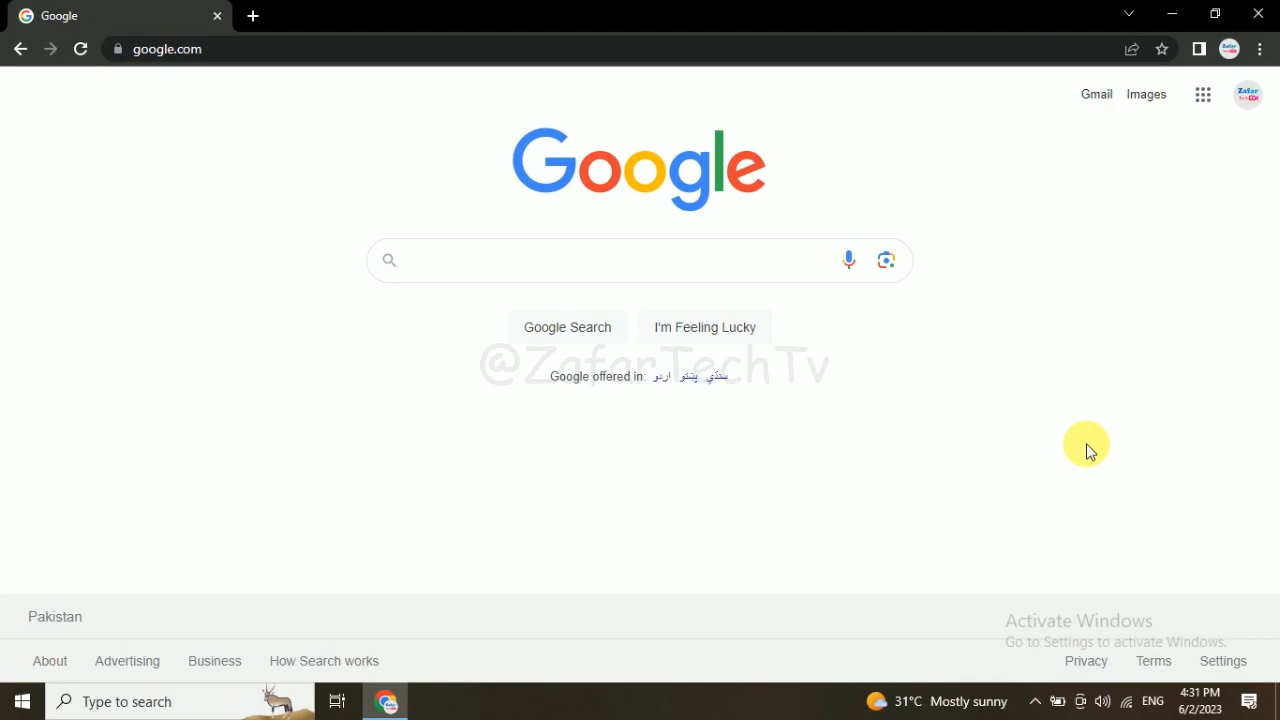 Google
google.com
Gmail Images
Zafar
Google
Google Search I'm Feeling Lucky
@ZafarTechTv
Google offered in: اردو پښتو سنڌي
Pakistan
Activate Windows
Go to Settings to activate Windows.
About Advertising Business How Search works Privacy Terms Settings
Type to search 31°C Mostly sunny ENG 4:31 PM
6/2/2023